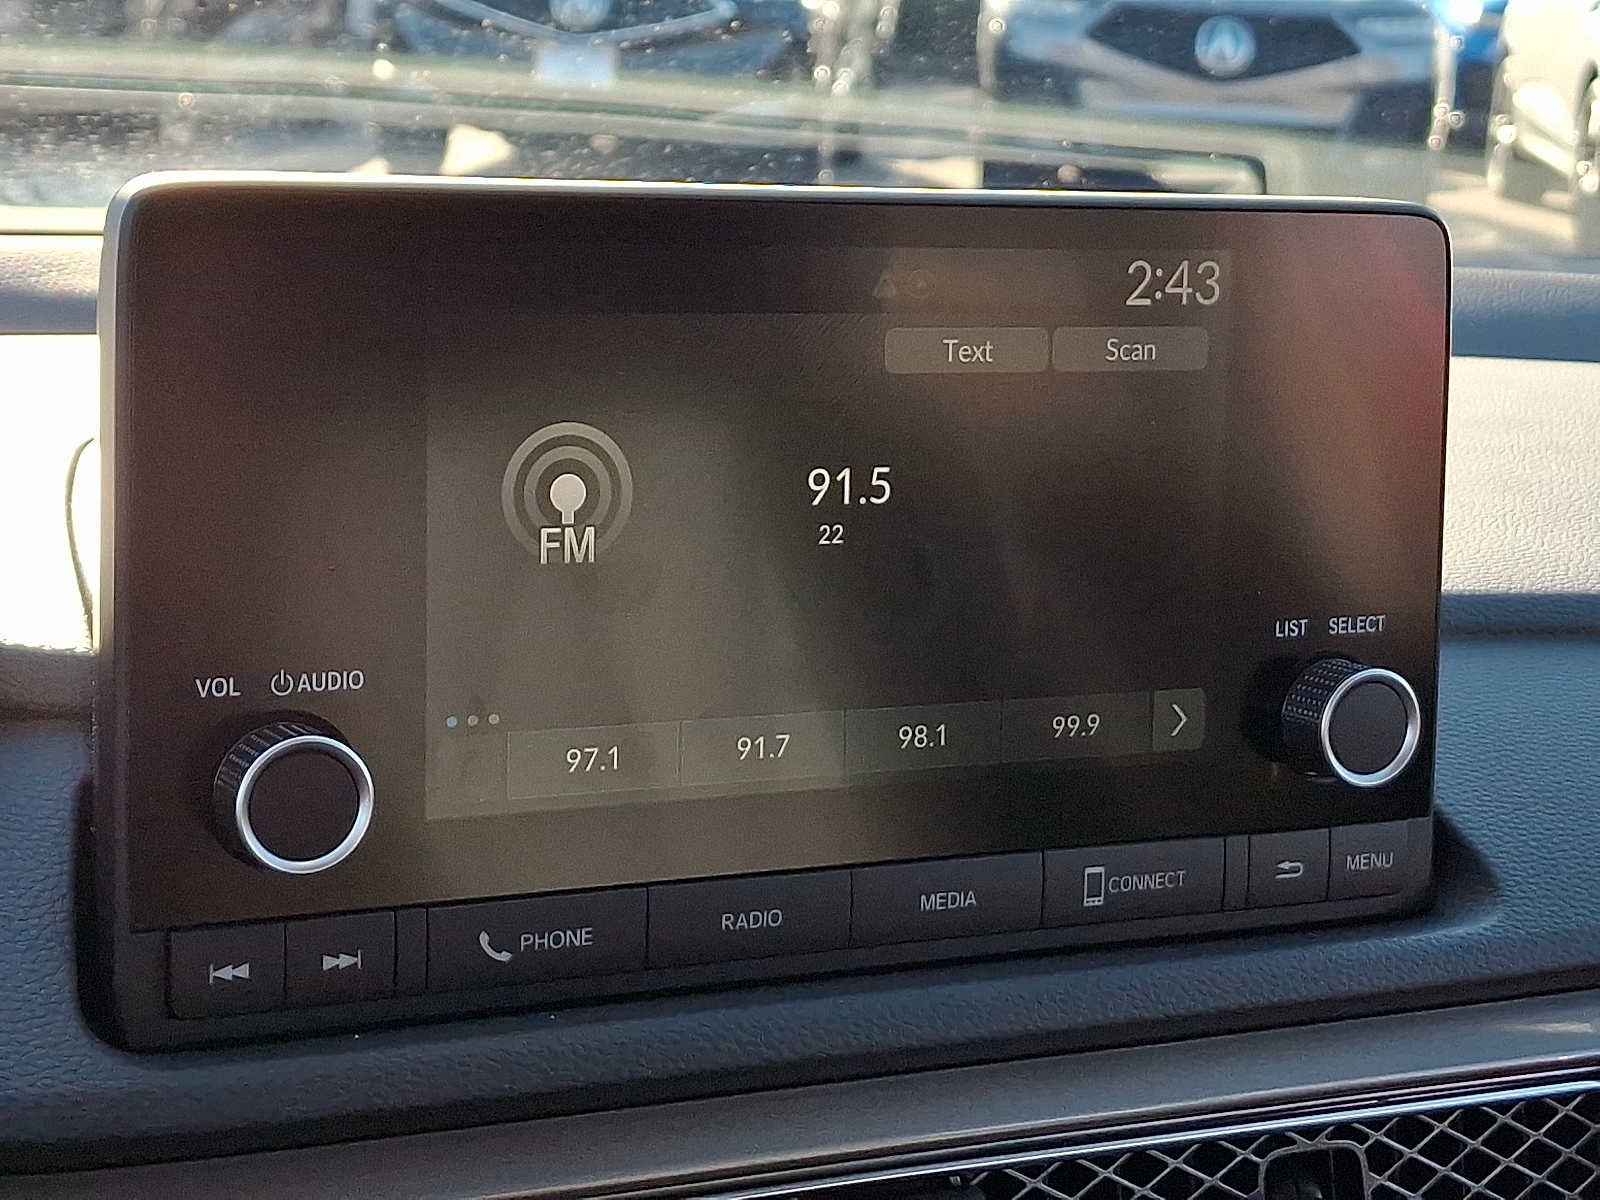 2:43
Text Scan
91.5
22
FM
LIST SELECT
VOL AUDIO
97.1 91.7 98.1 99.9
PHONE RADIO MEDIA CONNECT MENU